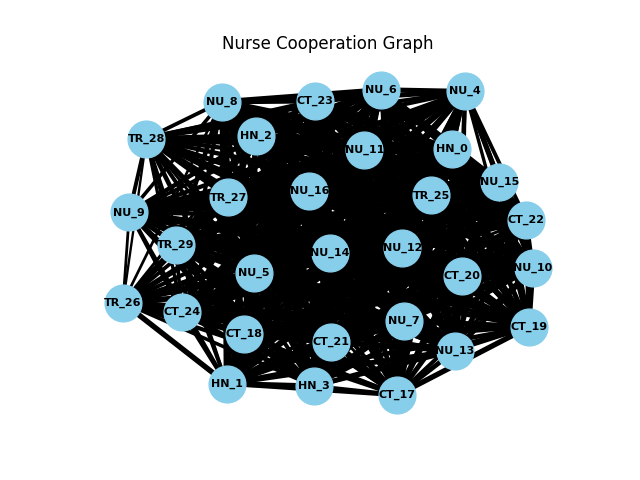 Nurse Cooperation Graph
NU_6
NU_4
NU_8
CT_23
HN_2
TR_28
NU_11
HN_0
NU_15
NU_16
TR_25
TR_27
NU_9
CT_22
TR_29
NU_14
NU_12
NU_10
NU_5
CT_20
TR_26
CT_24
NU_7
CT_19
CT_18
CT_21
NU_13
HN_1
HN_3
CT_17